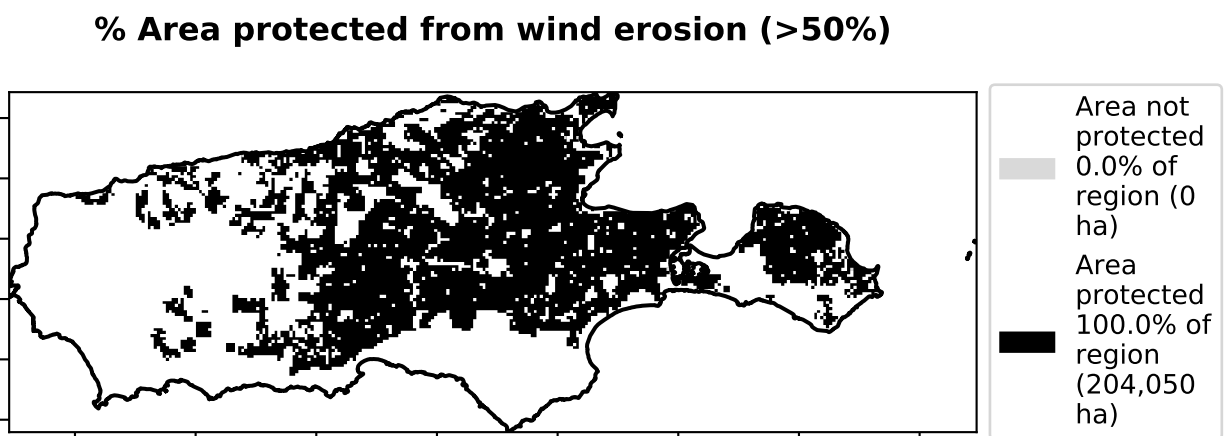 % Area protected from wind erosion (>50%)
Area not
protected
0.0% of
region (0
ha)
Area
protected
100.0% of
region
(204,050
ha)